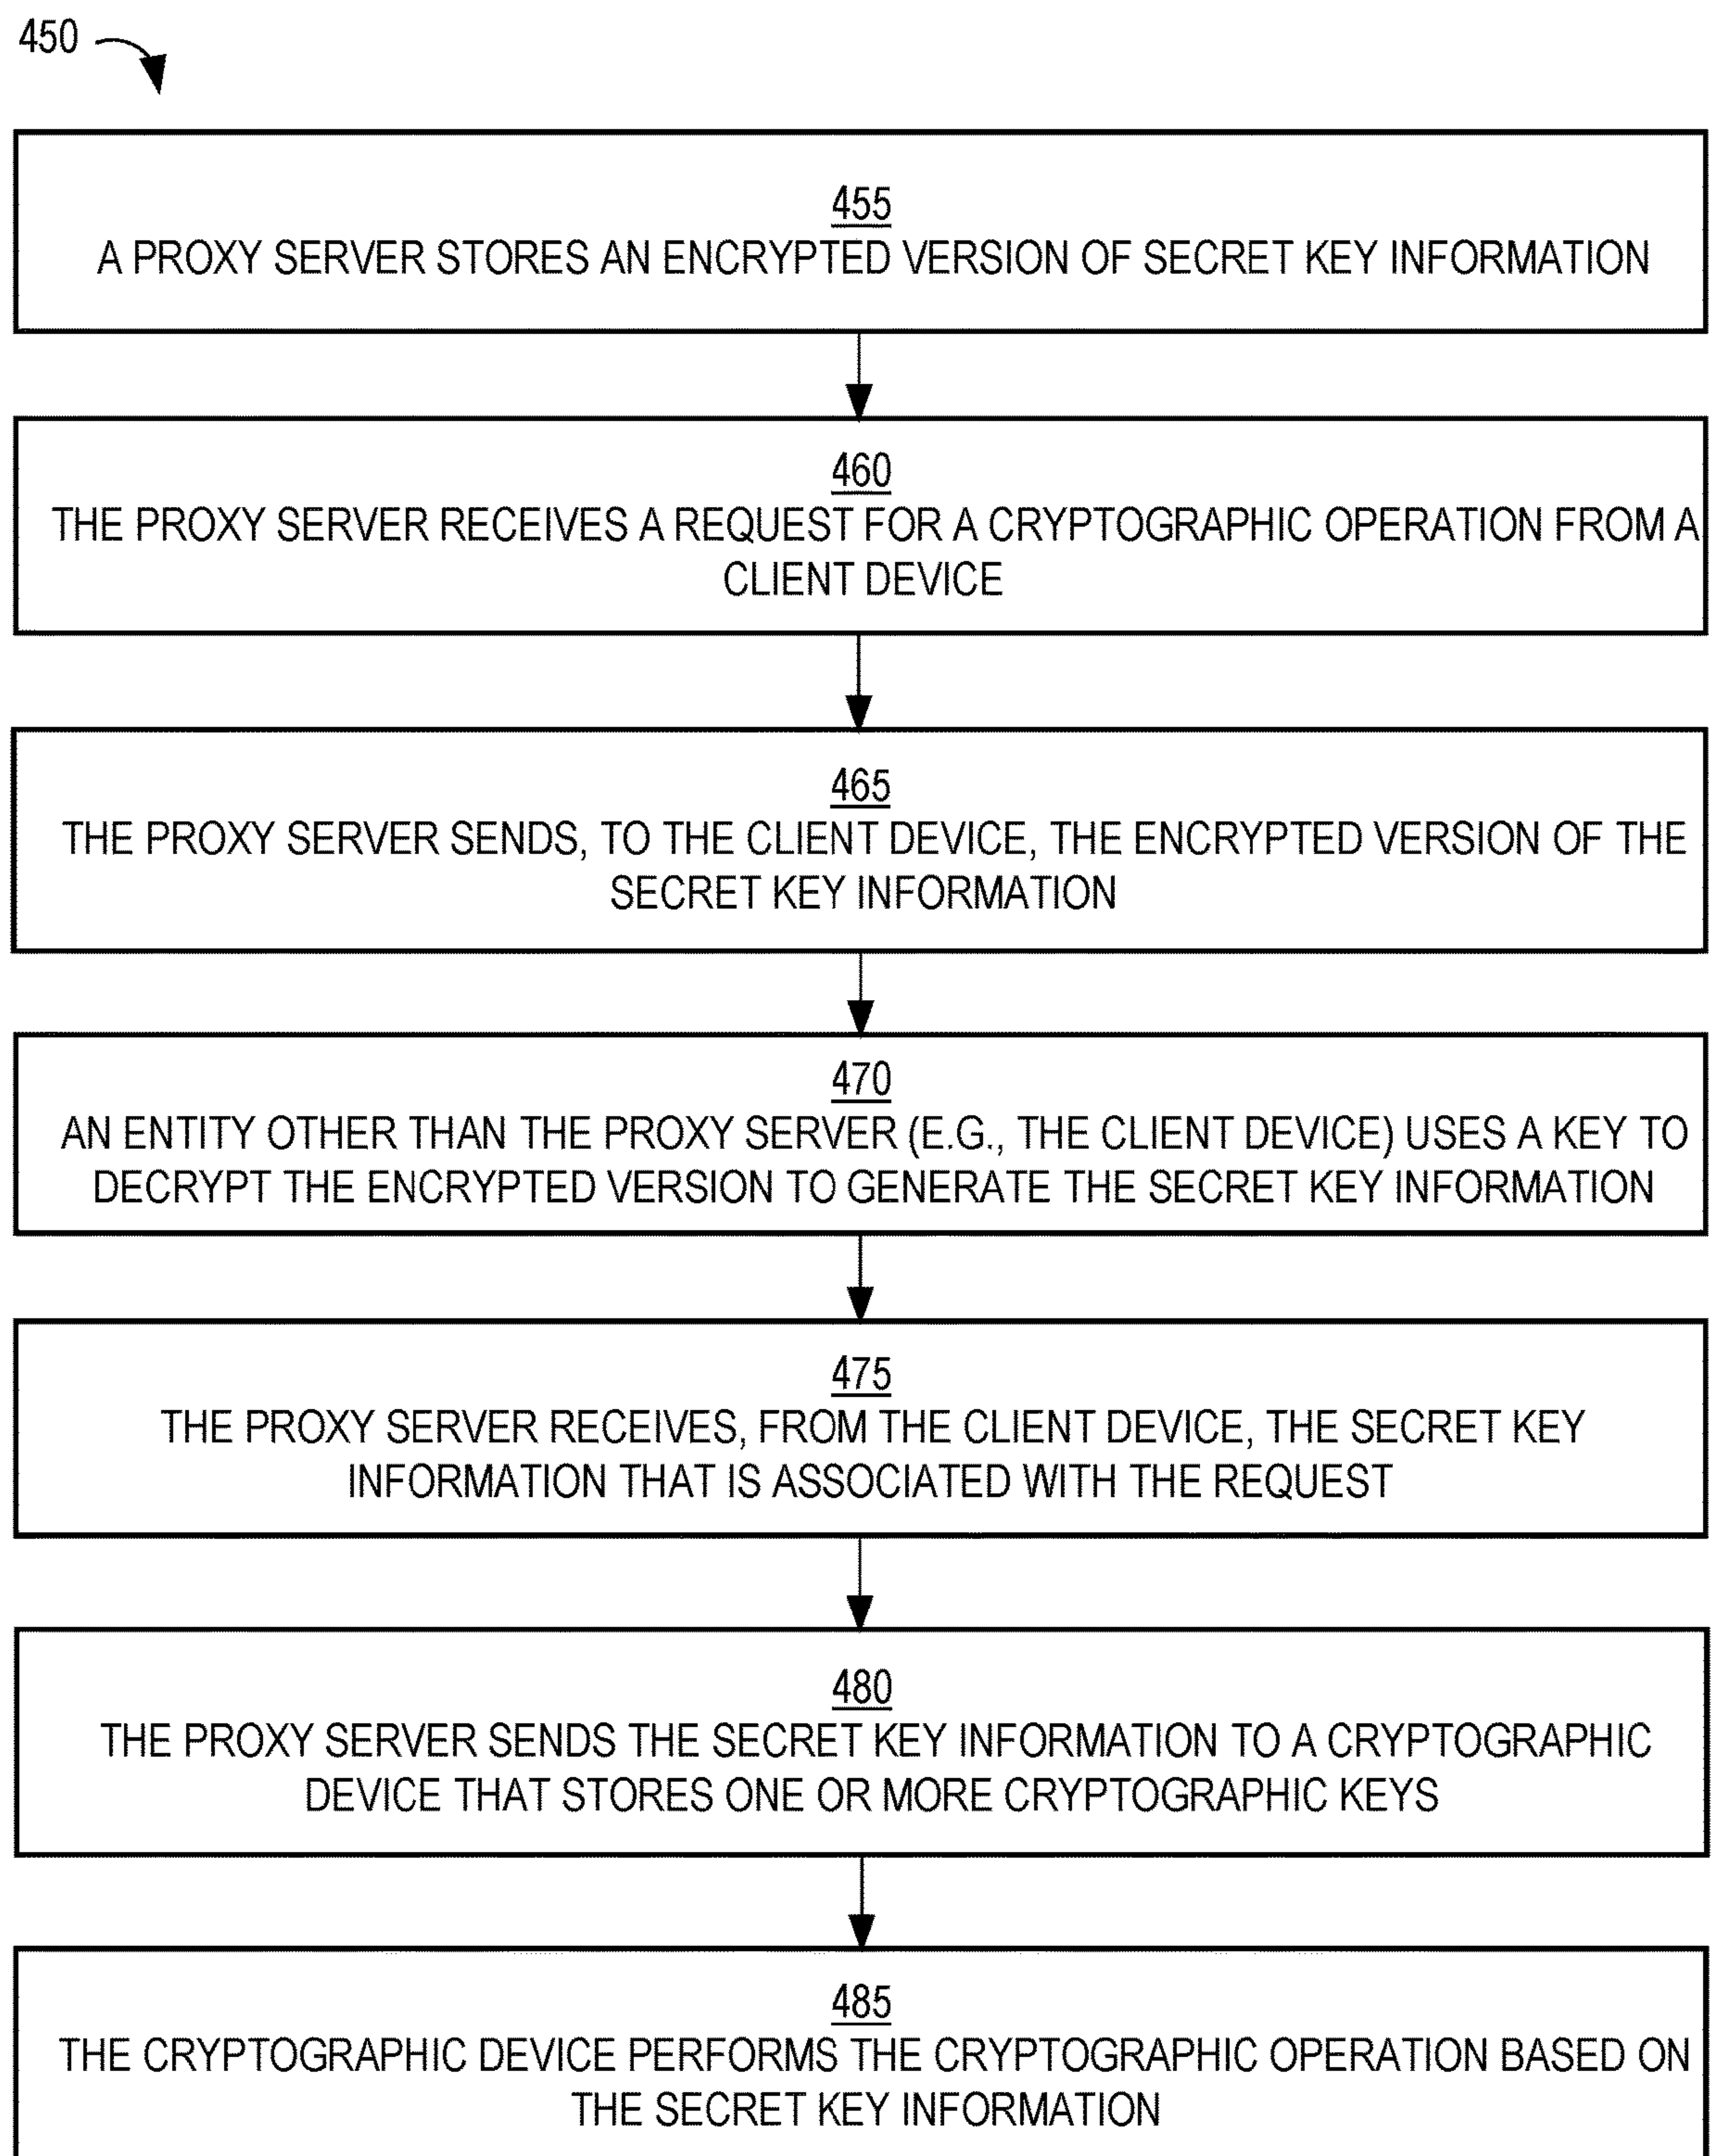 450
455
A PROXY SERVER STORES AN ENCRYPTED VERSION OF SECRET KEY INFORMATION
460
THE PROXY SERVER RECEIVES A REQUEST FOR A CRYPTOGRAPHIC OPERATION FROM A
CLIENT DEVICE
465
THE PROXY SERVER SENDS, TO THE CLIENT DEVICE, THE ENCRYPTED VERSION OF THE
SECRET KEY INFORMATION
470
AN ENTITY OTHER THAN THE PROXY SERVER (E.G., THE CLIENT DEVICE) USES A KEY TO
DECRYPT THE ENCRYPTED VERSION TO GENERATE THE SECRET KEY INFORMATION
475
THE PROXY SERVER RECEIVES, FROM THE CLIENT DEVICE, THE SECRET KEY
INFORMATION THAT IS ASSOCIATED WITH THE REQUEST
480
THE PROXY SERVER SENDS THE SECRET KEY INFORMATION TO A CRYPTOGRAPHIC
DEVICE THAT STORES ONE OR MORE CRYPTOGRAPHIC KEYS
485
THE CRYPTOGRAPHIC DEVICE PERFORMS THE CRYPTOGRAPHIC OPERATION BASED ON
THE SECRET KEY INFORMATION